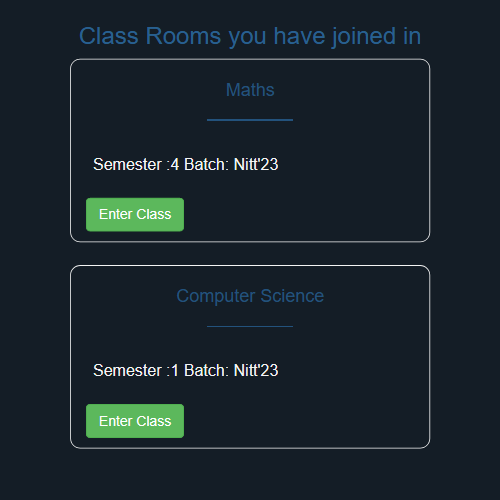 Class Rooms you have joined in
Maths
Semester :4 Batch: Nitt'23
Enter Class
Computer Science
Semester :1 Batch: Nitt'23
Enter Class